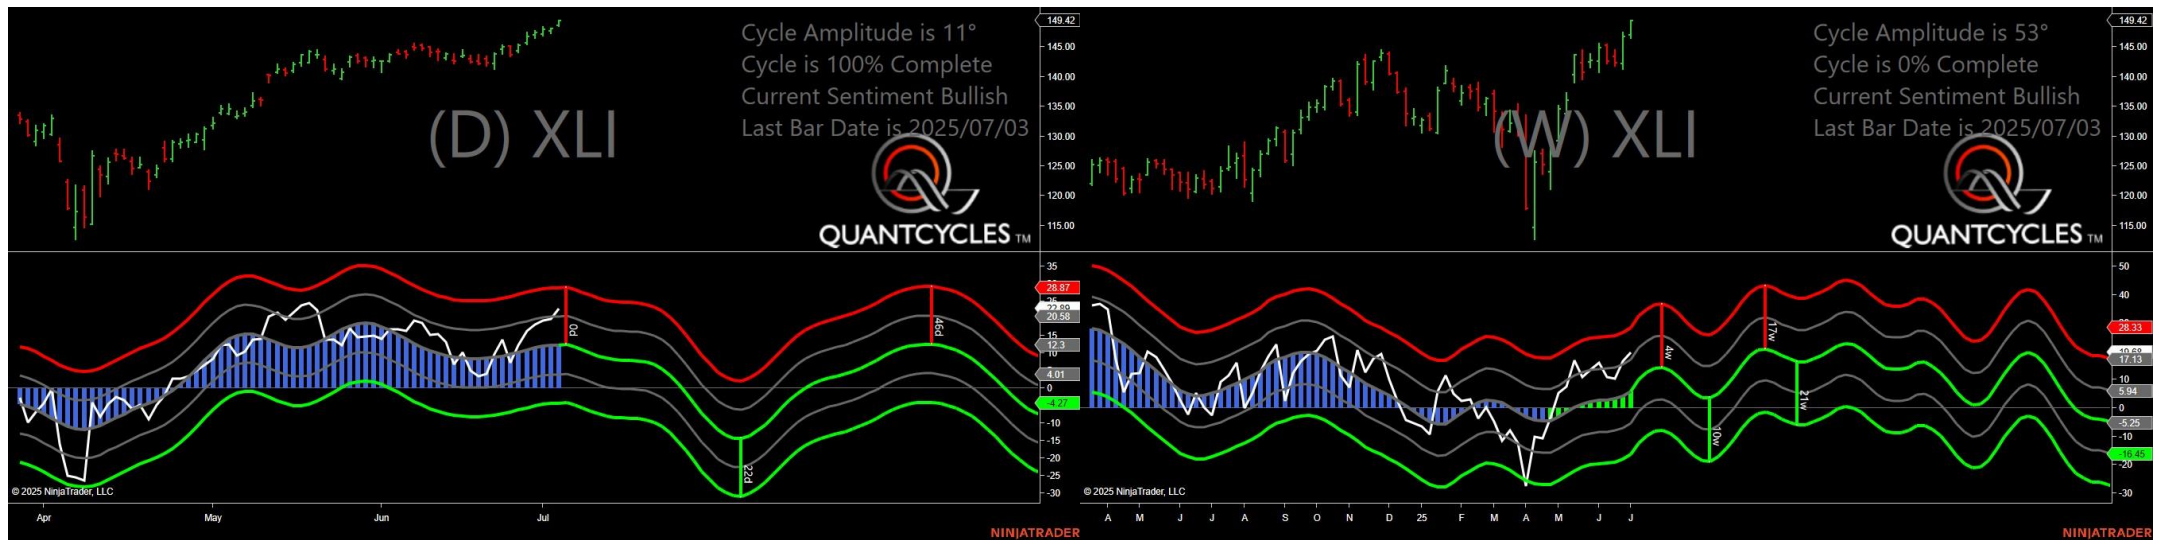 Cycle Amplitude is 11°
Cycle is 100% Complete
Current Sentiment Bullish
Last Bar Date is 2025/07/03
(D) XLI
QUANTCYCLES TM
149.42
145.00
140.00
135.00
130.00
125.00
120.00
115.00
35
28.87
20.58
15
12.3
10
4.01
0
-4.27
-10
-15
-20
-25
-30
0d
22d
46d
© 2025 NinjaTrader, LLC
Apr May Jun Jul
NINJATRADER
Cycle Amplitude is 53°
Cycle is 0% Complete
Current Sentiment Bullish
Last Bar Date is 2025/07/03
(W) XLI
QUANTCYCLES TM
149.42
145.00
140.00
135.00
130.00
125.00
120.00
115.00
50
40
28.33
17.13
10
5.94
0
-5.25
-10
-16.45
-20
-30
4w
10w
17w
21w
© 2025 NinjaTrader, LLC
A M J J A S O N D 25 F M A M J J
NINJATRADER